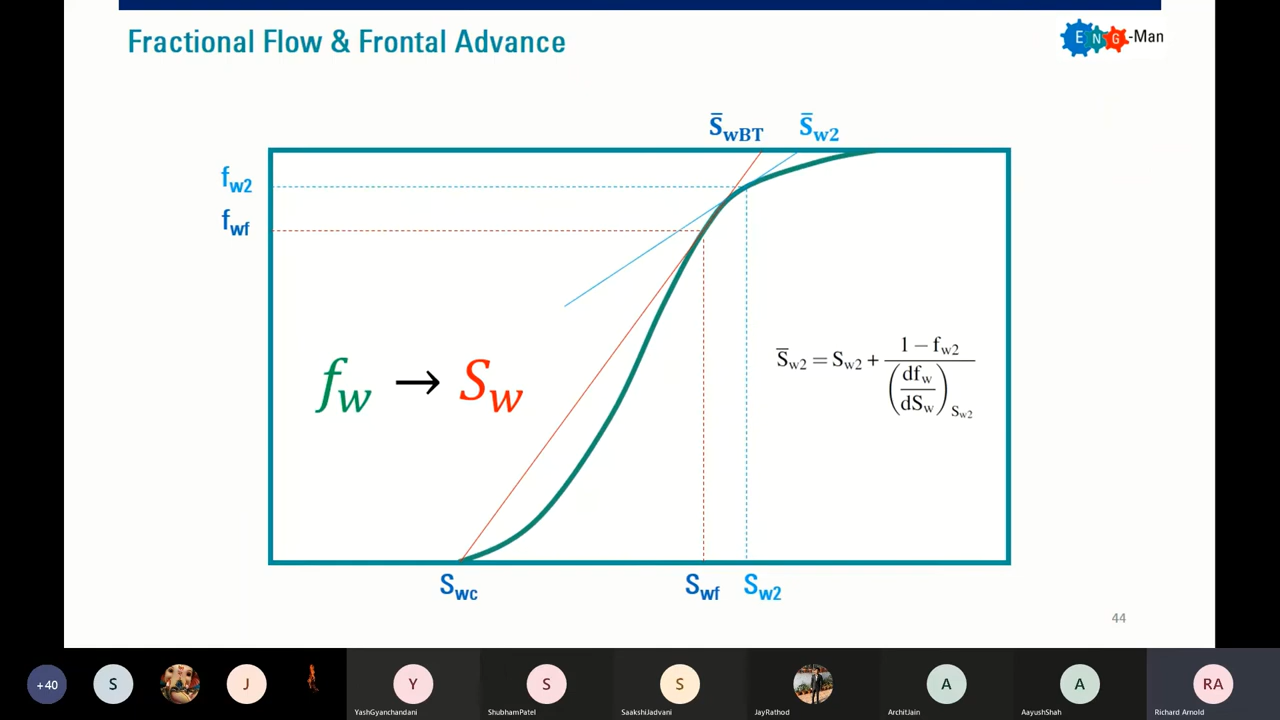 Fractional Flow & Frontal Advance
E N G -Man
S̄wBT
S̄w2
fw2
fwf
fw → Sw
S̄w2 = Sw2 + (1 − fw2) / (dfw/dSw)Sw2
Swc
Swf
Sw2
44
+40
S
J
Y
S
S
A
A
RA
YashGyanchandani
ShubhamPatel
SaakshiJadvani
JayRathod
ArchitJain
AayushShah
Richard Arnold